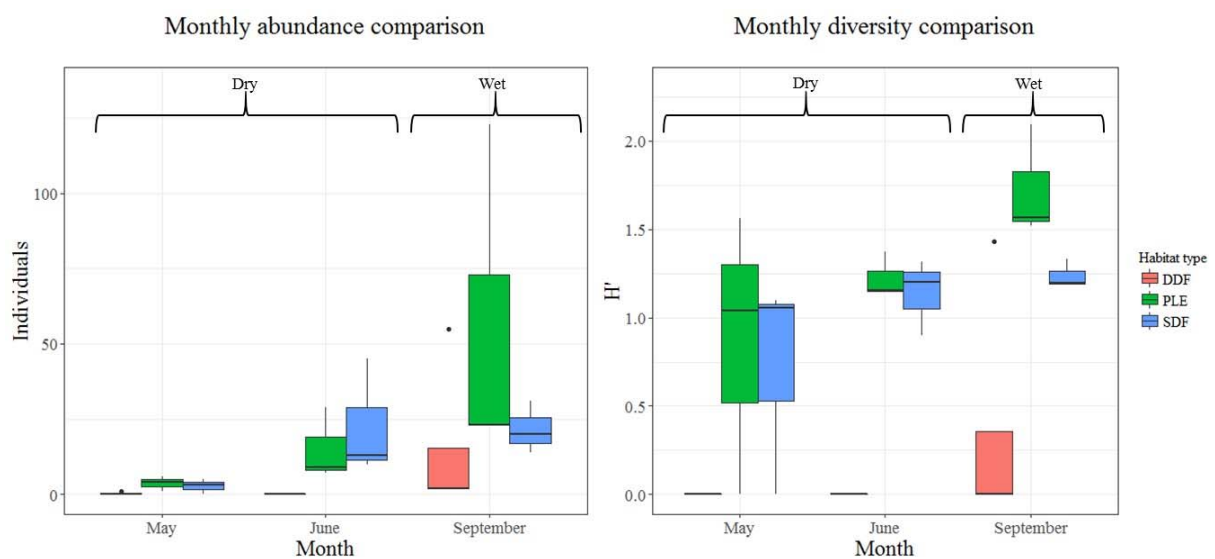 Monthly abundance comparison
Dry
Wet
100
50
0
Individuals
May
June
September
Month
Monthly diversity comparison
Dry
Wet
2.0
1.5
1.0
0.5
0.0
H'
May
June
September
Month
Habitat type
DDF
PLE
SDF